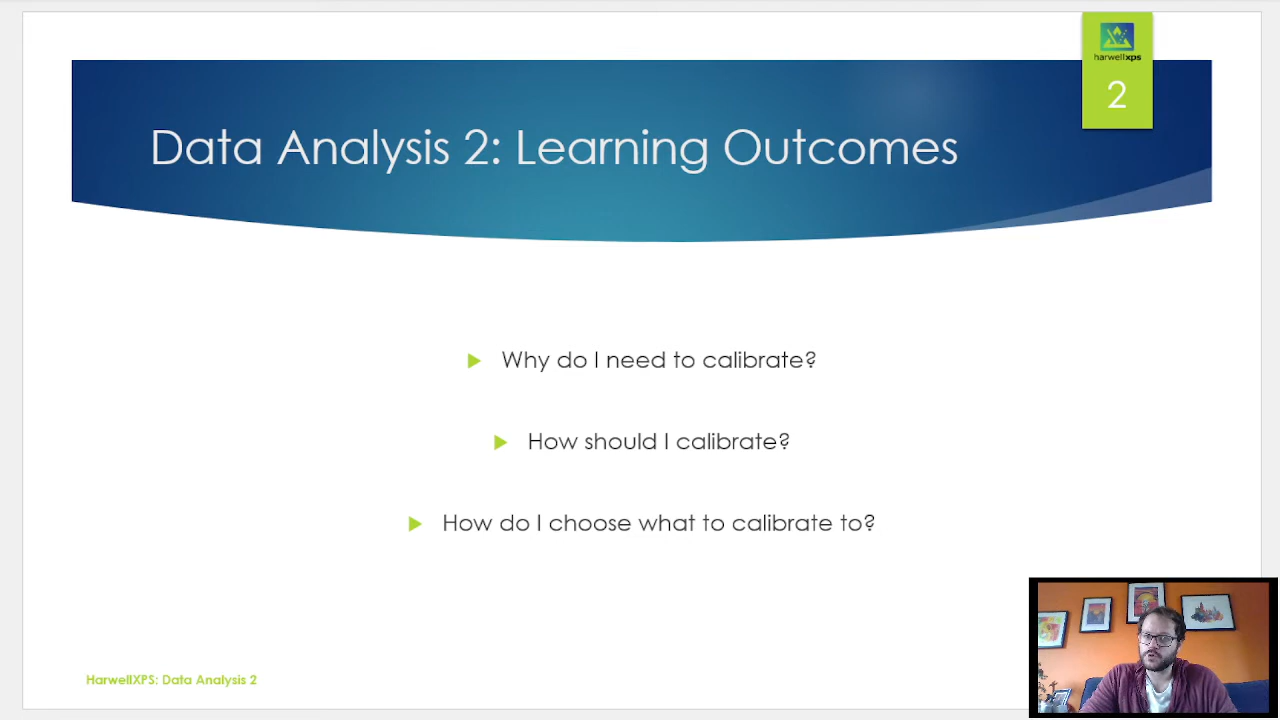 harwellxps
2
Data Analysis 2: Learning Outcomes
Why do I need to calibrate?
How should I calibrate?
How do I choose what to calibrate to?
HarwellXPS: Data Analysis 2